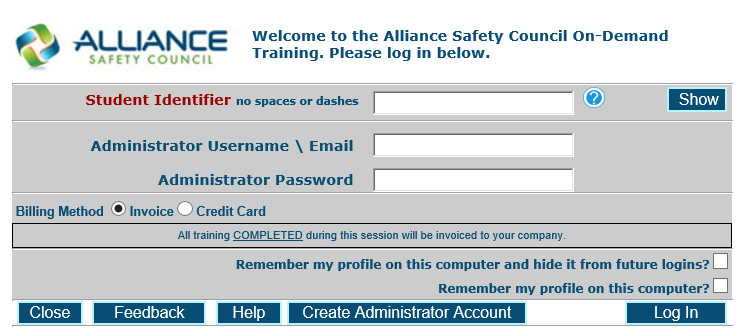 ALLIANCE
SAFETY COUNCIL
Welcome to the Alliance Safety Council On-Demand
Training. Please log in below.
Student Identifier no spaces or dashes ? Show
Administrator Username \ Email
Administrator Password
Billing Method Invoice Credit Card
All training COMPLETED during this session will be invoiced to your company.
Remember my profile on this computer and hide it from future logins?
Remember my profile on this computer?
Close Feedback Help Create Administrator Account Log In